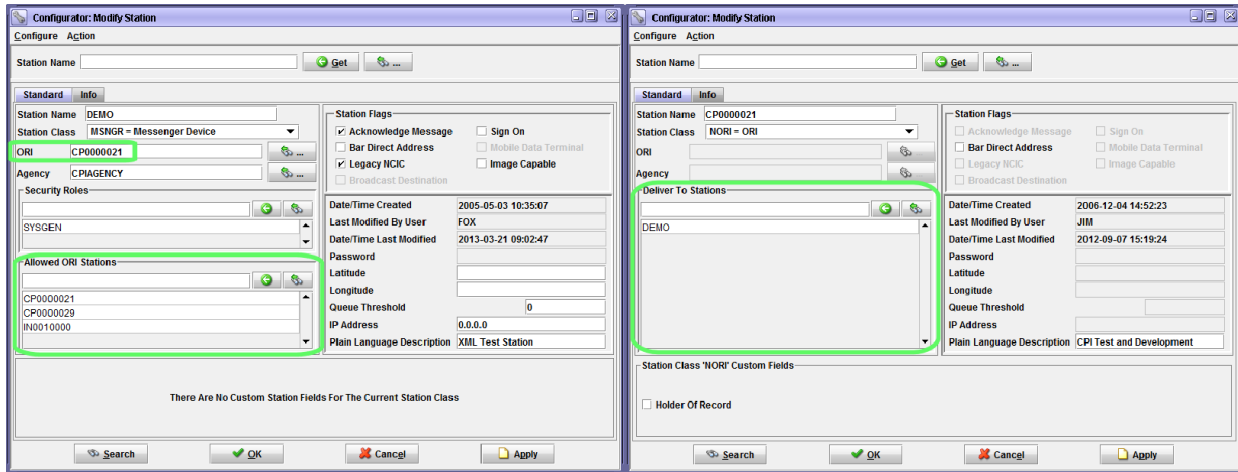 Configurator: Modify Station
Configure Action
Station Name
Get
...
Standard Info
Station Name DEMO
Station Class MSNGR = Messenger Device
ORI CP0000021 ...
Agency CPIAGENCY ...
Security Roles
SYSGEN
Allowed ORI Stations
CP0000021
CP0000029
IN0010000
Station Flags
Acknowledge Message Sign On
Bar Direct Address Mobile Data Terminal
Legacy NCIC Image Capable
Broadcast Destination
Date/Time Created 2005-05-03 10:35:07
Last Modified By User FOX
Date/Time Last Modified 2013-03-21 09:02:47
Password
Latitude
Longitude
Queue Threshold 0
IP Address 0.0.0.0
Plain Language Description XML Test Station
There Are No Custom Station Fields For The Current Station Class
Search OK Cancel Apply
Configurator: Modify Station
Configure Action
Station Name
Get
...
Standard Info
Station Name CP0000021
Station Class NORI = ORI
ORI
Agency
Deliver To Stations
DEMO
Station Flags
Acknowledge Message Sign On
Bar Direct Address Mobile Data Terminal
Legacy NCIC Image Capable
Broadcast Destination
Date/Time Created 2006-12-04 14:52:23
Last Modified By User JIM
Date/Time Last Modified 2012-09-07 15:19:24
Password
Latitude
Longitude
Queue Threshold
IP Address
Plain Language Description CPI Test and Development
Station Class 'NORI' Custom Fields
Holder Of Record
Search OK Cancel Apply